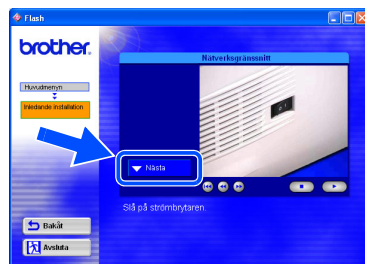 Flash
brother.
Nätverksgränssnitt
Huvudmenyn
Inledande installation
Nästa
Slå på strömbrytaren.
Bakåt
Avsluta